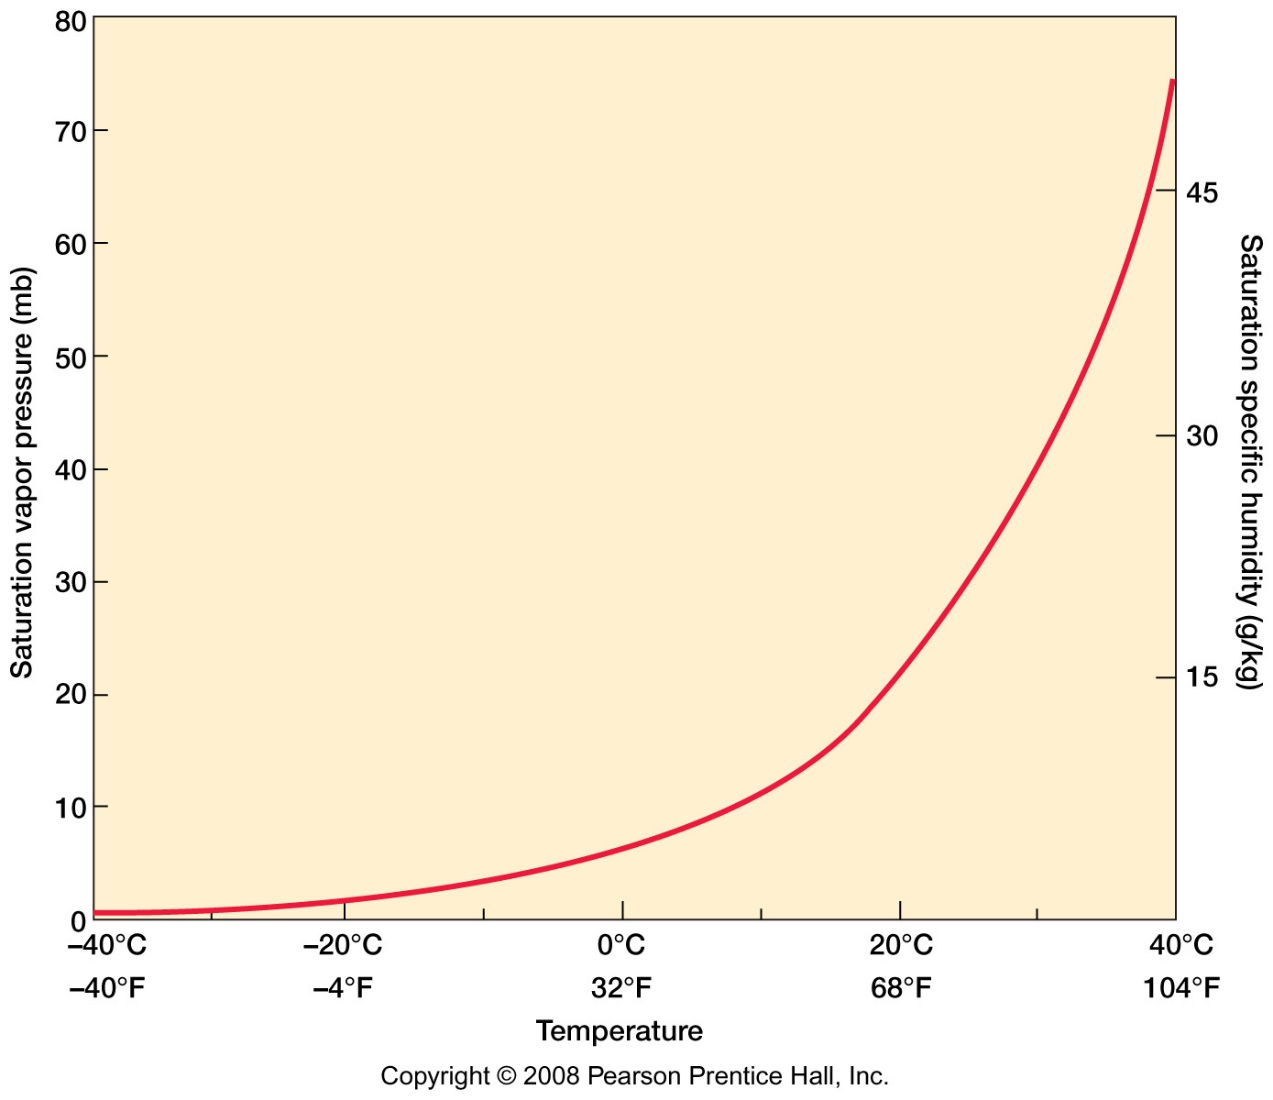 80
70
60
50
40
30
20
10
0
Saturation vapor pressure (mb)
45
30
15
Saturation specific humidity (g/kg)
–40°C –20°C 0°C 20°C 40°C
–40°F –4°F 32°F 68°F 104°F
Temperature
Copyright © 2008 Pearson Prentice Hall, Inc.